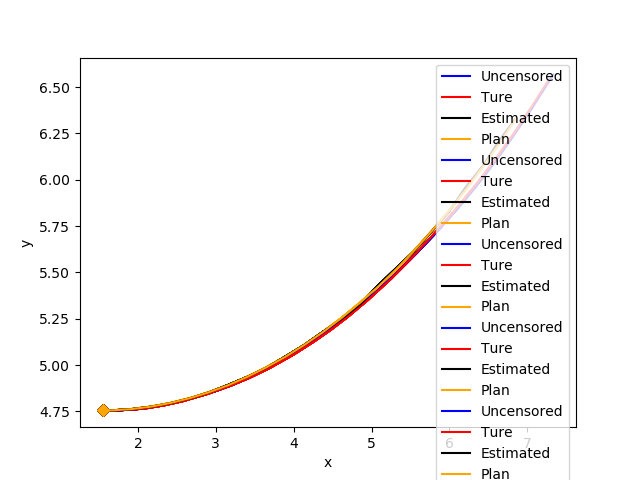 6.50
6.25
6.00
5.75
5.50
5.25
5.00
4.75
y
2
3
4
5
6
7
x
Uncensored
Ture
Estimated
Plan
Uncensored
Ture
Estimated
Plan
Uncensored
Ture
Estimated
Plan
Uncensored
Ture
Estimated
Plan
Uncensored
Ture
Estimated
Plan